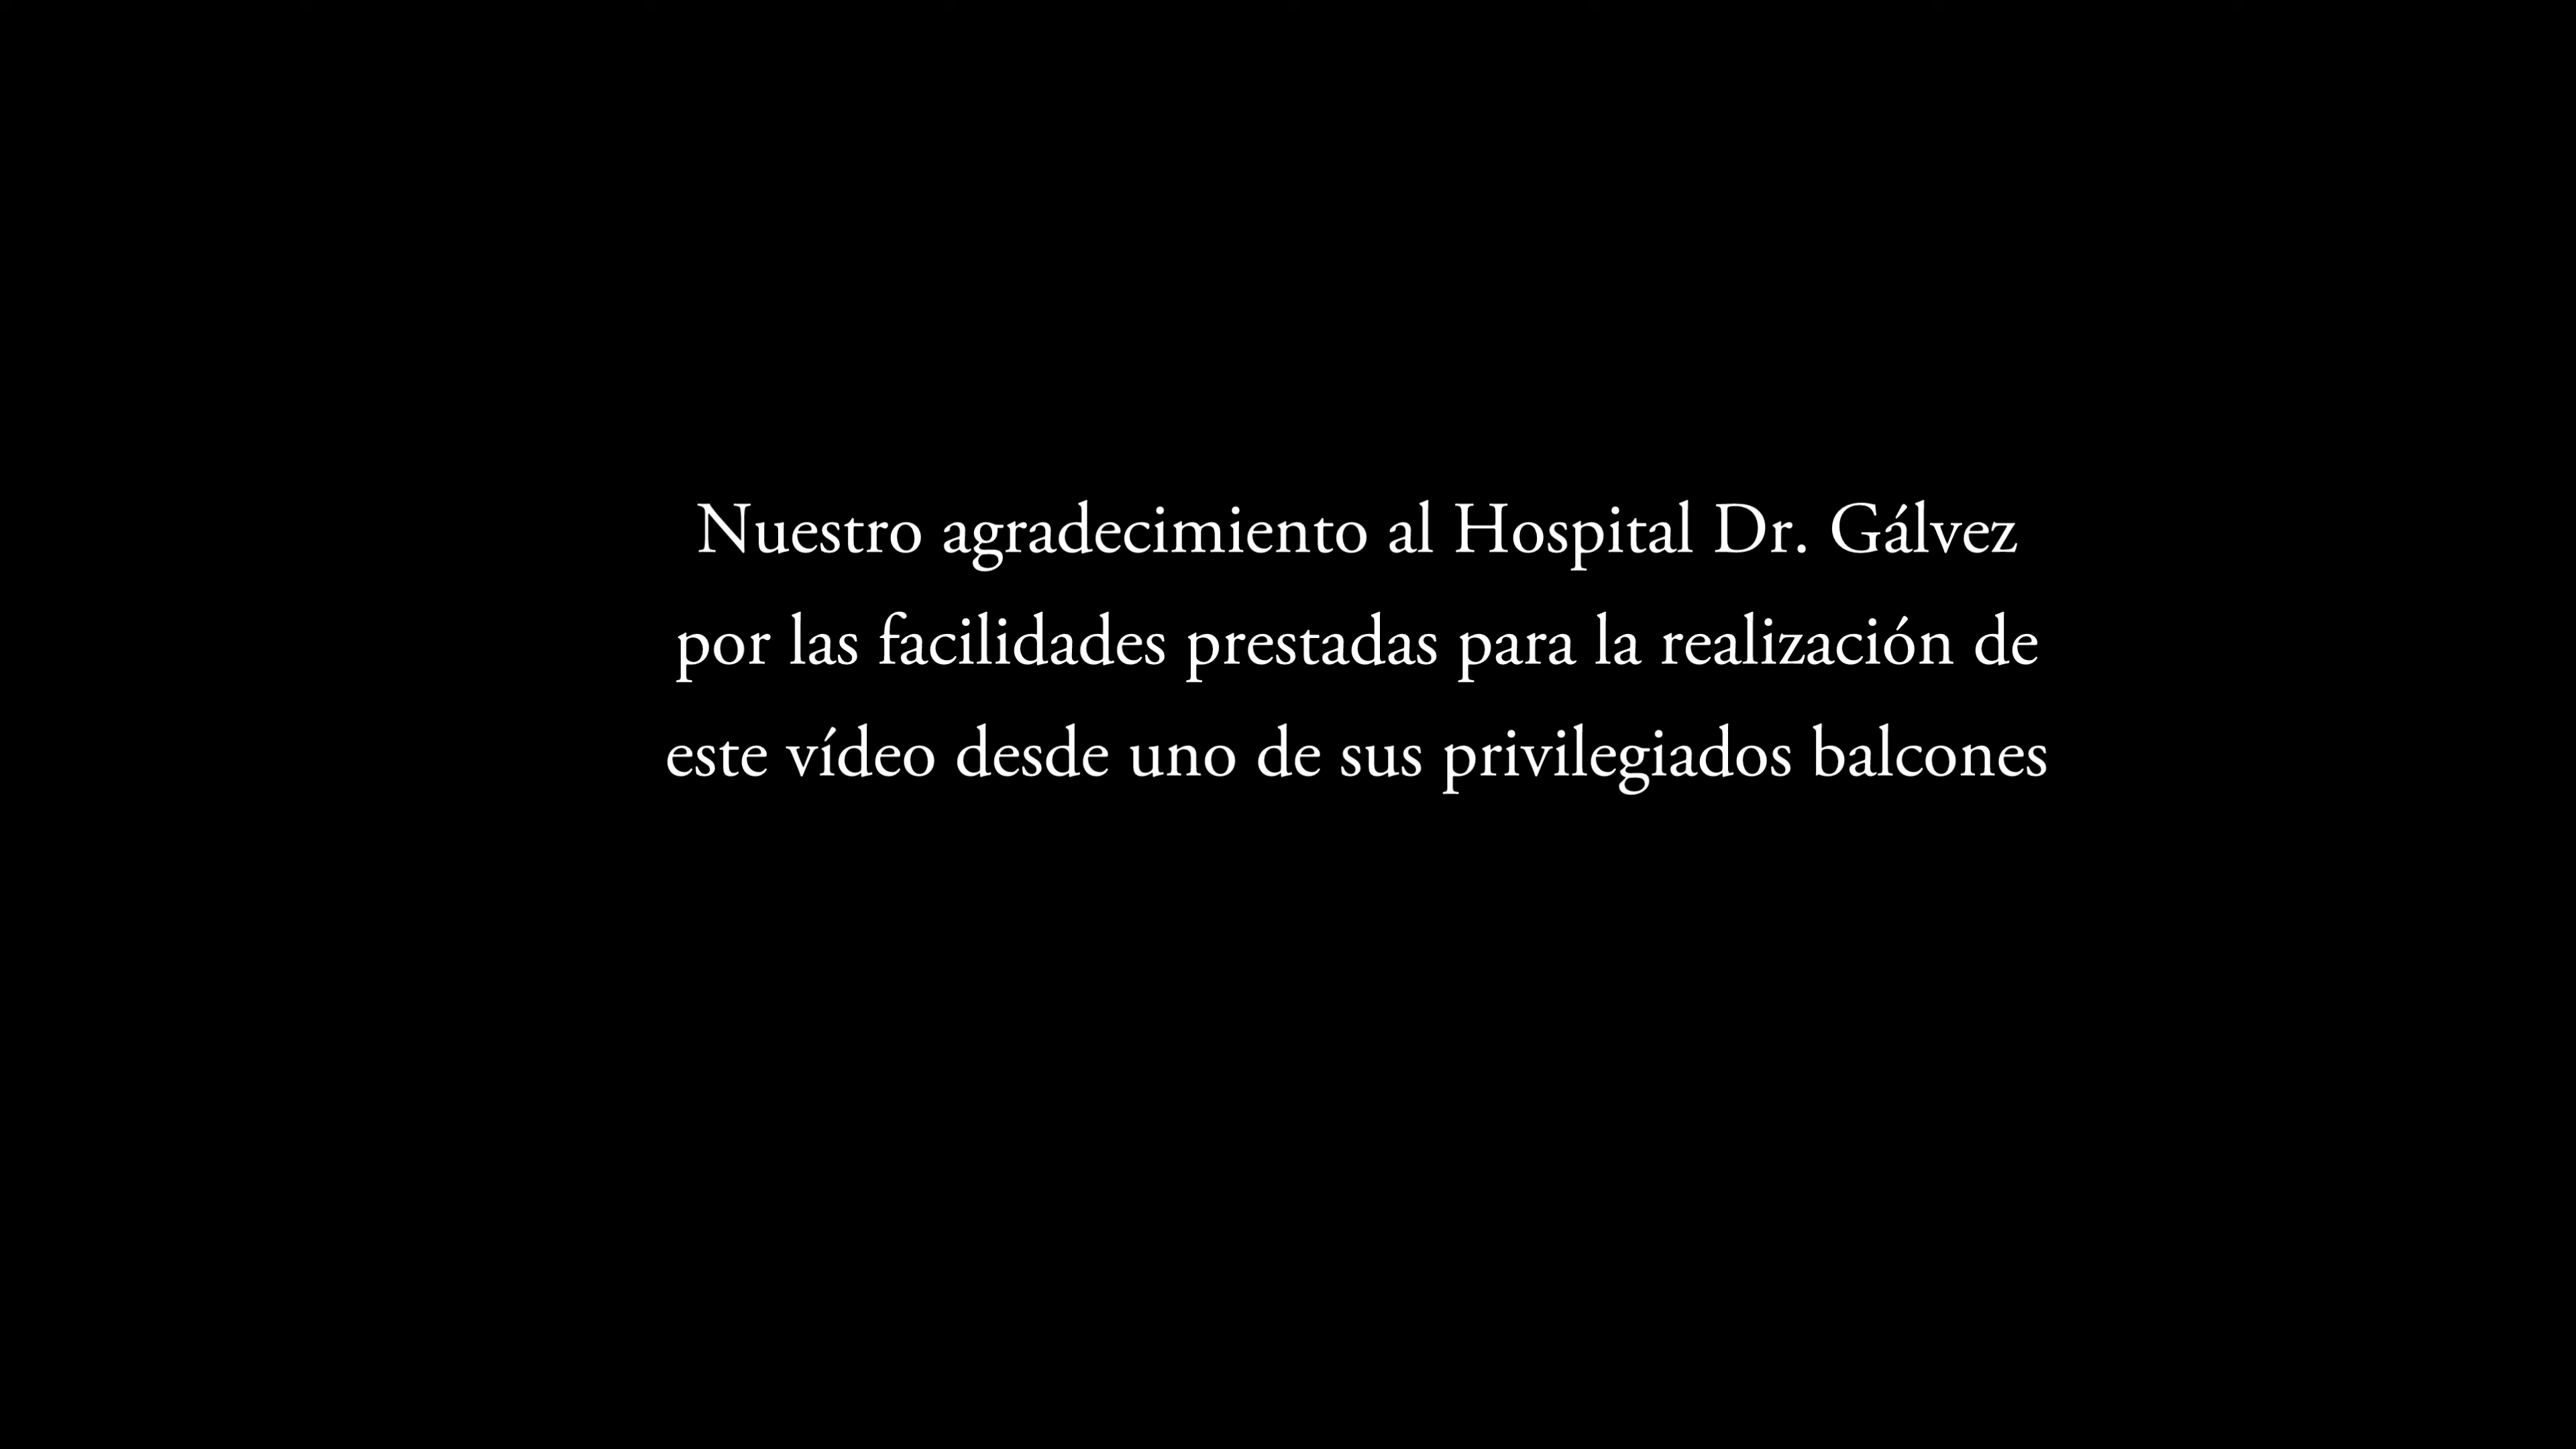 Nuestro agradecimiento al Hospital Dr. Gálvez
por las facilidades prestadas para la realización de
este vídeo desde uno de sus privilegiados balcones